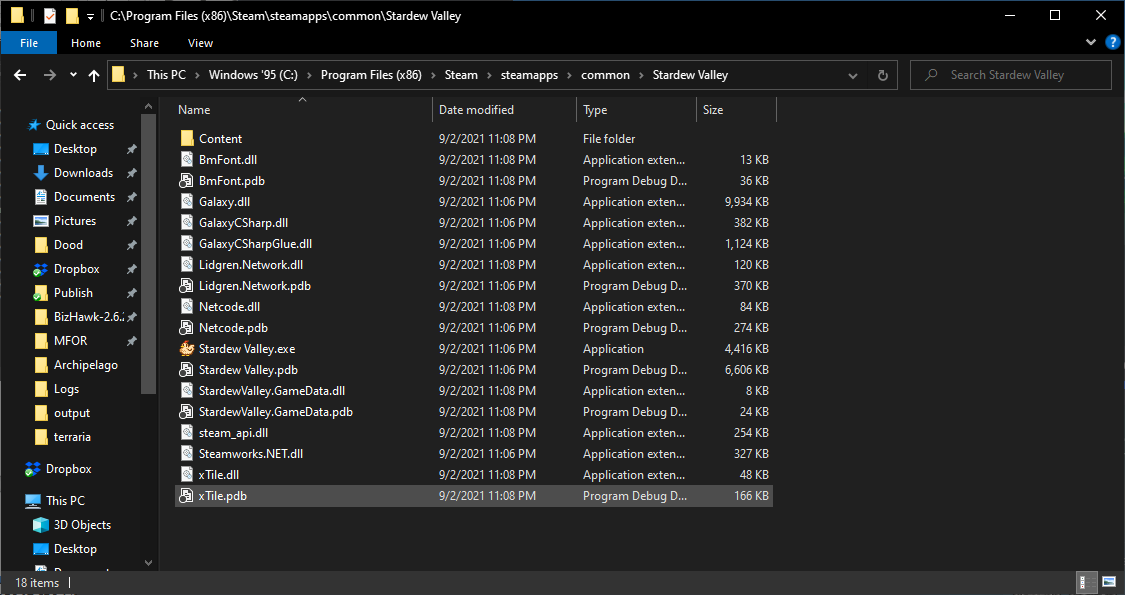 C:\Program Files (x86)\Steam\steamapps\common\Stardew Valley
File Home Share View
This PC Windows '95 (C:) Program Files (x86) Steam steamapps common Stardew Valley Search Stardew Valley
Quick access
Desktop
Downloads
Documents
Pictures
Dood
Dropbox
Publish
BizHawk-2.6.2
MFOR
Archipelago
Logs
output
terraria
Dropbox
This PC
3D Objects
Desktop
Name Date modified Type Size
Content 9/2/2021 11:08 PM File folder
BmFont.dll 9/2/2021 11:08 PM Application exten... 13 KB
BmFont.pdb 9/2/2021 11:08 PM Program Debug D... 36 KB
Galaxy.dll 9/2/2021 11:06 PM Application exten... 9,934 KB
GalaxyCSharp.dll 9/2/2021 11:06 PM Application exten... 382 KB
GalaxyCSharpGlue.dll 9/2/2021 11:06 PM Application exten... 1,124 KB
Lidgren.Network.dll 9/2/2021 11:06 PM Application exten... 120 KB
Lidgren.Network.pdb 9/2/2021 11:06 PM Program Debug D... 370 KB
Netcode.dll 9/2/2021 11:06 PM Application exten... 84 KB
Netcode.pdb 9/2/2021 11:06 PM Program Debug D... 274 KB
Stardew Valley.exe 9/2/2021 11:06 PM Application 4,416 KB
Stardew Valley.pdb 9/2/2021 11:06 PM Program Debug D... 6,606 KB
StardewValley.GameData.dll 9/2/2021 11:08 PM Application exten... 8 KB
StardewValley.GameData.pdb 9/2/2021 11:08 PM Program Debug D... 24 KB
steam_api.dll 9/2/2021 11:08 PM Application exten... 254 KB
Steamworks.NET.dll 9/2/2021 11:08 PM Application exten... 327 KB
xTile.dll 9/2/2021 11:08 PM Application exten... 48 KB
xTile.pdb 9/2/2021 11:08 PM Program Debug D... 166 KB
18 items